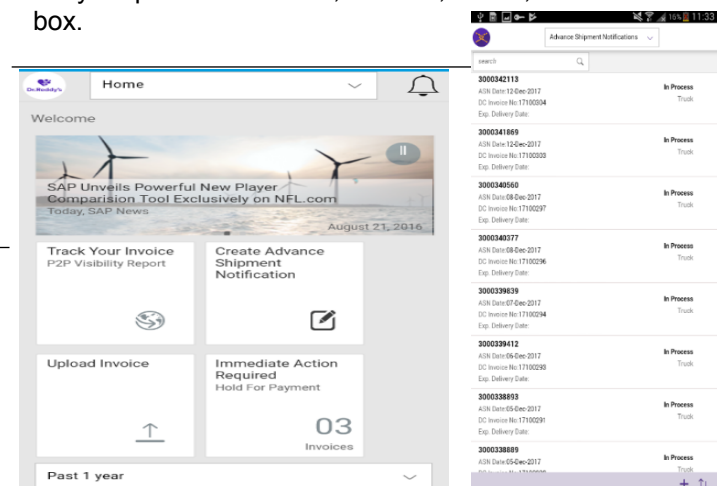 box.
Dr.Reddy's
Home
Welcome
SAP Unveils Powerful New Player
Comparision Tool Exclusively on NFL.com
Today, SAP News
August 21, 2016
Track Your Invoice
P2P Visibility Report
Create Advance
Shipment
Notification
Upload Invoice
Immediate Action
Required
Hold For Payment
03
Invoices
Past 1 year
16% 11:33
Advance Shipment Notifications
search
3000342113
ASN Date:12-Dec-2017
In Process
DC Invoice No:17100304
Truck
Exp. Delivery Date:
3000341869
ASN Date:12-Dec-2017
In Process
DC Invoice No:17100303
Truck
Exp. Delivery Date:
3000340560
ASN Date:08-Dec-2017
In Process
DC Invoice No:17100297
Truck
Exp. Delivery Date:
3000340377
ASN Date:08-Dec-2017
In Process
DC Invoice No:17100296
Truck
Exp. Delivery Date:
3000339839
ASN Date:07-Dec-2017
In Process
DC Invoice No:17100294
Truck
Exp. Delivery Date:
3000339412
ASN Date:06-Dec-2017
In Process
DC Invoice No:17100293
Truck
Exp. Delivery Date:
3000338893
ASN Date:05-Dec-2017
In Process
DC Invoice No:17100291
Truck
Exp. Delivery Date:
3000338889
ASN Date:05-Dec-2017
In Process
Truck